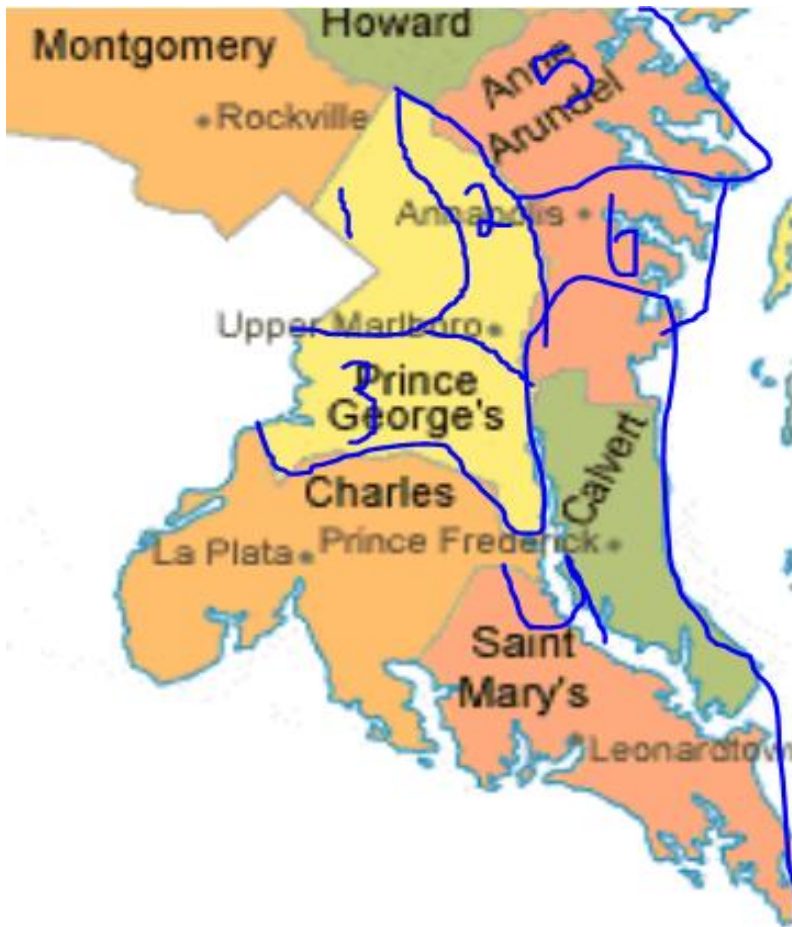 Howard
Montgomery
Anne
Arundel
5
Rockville
1
2
Annapolis
6
Upper Marlboro
3
Prince
George's
Charles
Calvert
La Plata
Prince Frederick
Saint
Mary's
Leonardtown